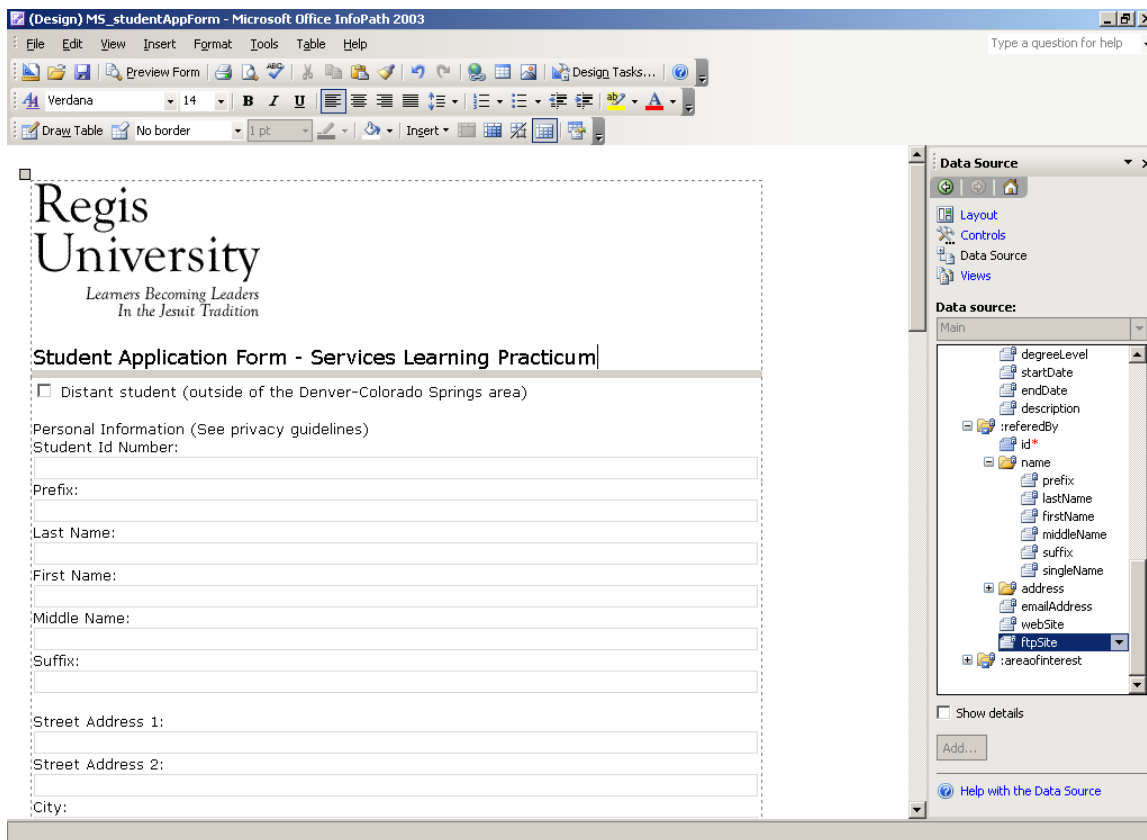 (Design) MS_studentAppForm - Microsoft Office InfoPath 2003
File Edit View Insert Format Tools Table Help Type a question for help
Preview Form ABC Design Tasks...
Verdana 14 B I U A
Draw Table No border 1 pt Insert
Regis
University
Learners Becoming Leaders
In the Jesuit Tradition
Student Application Form - Services Learning Practicum
Distant student (outside of the Denver-Colorado Springs area)
Personal Information (See privacy guidelines)
Student Id Number:
Prefix:
Last Name:
First Name:
Middle Name:
Suffix:
Street Address 1:
Street Address 2:
City:
Data Source
Layout
Controls
Data Source
Views
Data source:
Main
degreeLevel
startDate
endDate
description
:referedBy
id*
name
prefix
lastName
firstName
middleName
suffix
singleName
address
emailAddress
webSite
ftpSite
:areaofinterest
Show details
Add...
Help with the Data Source